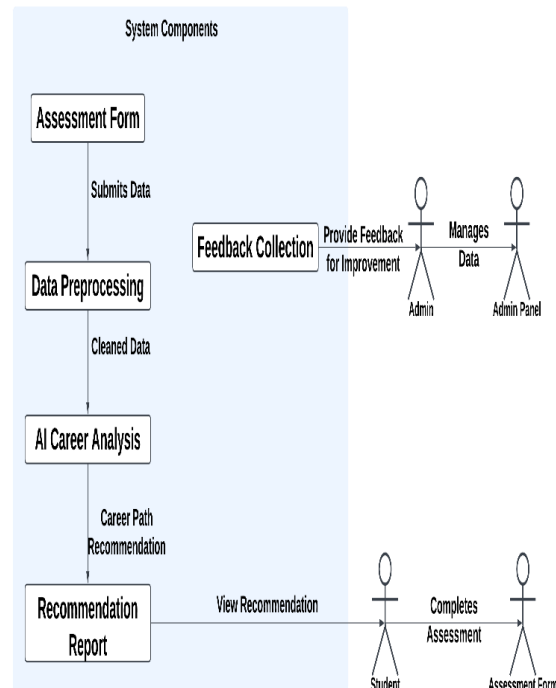 System Components
Assessment Form
Submits Data
Feedback Collection
Provide Feedback
for Improvement
Manages
Data
Admin
Admin Panel
Data Preprocessing
Cleaned Data
AI Career Analysis
Career Path
Recommendation
Recommendation
Report
View Recommendation
Completes
Assessment
Student
Assessment Form